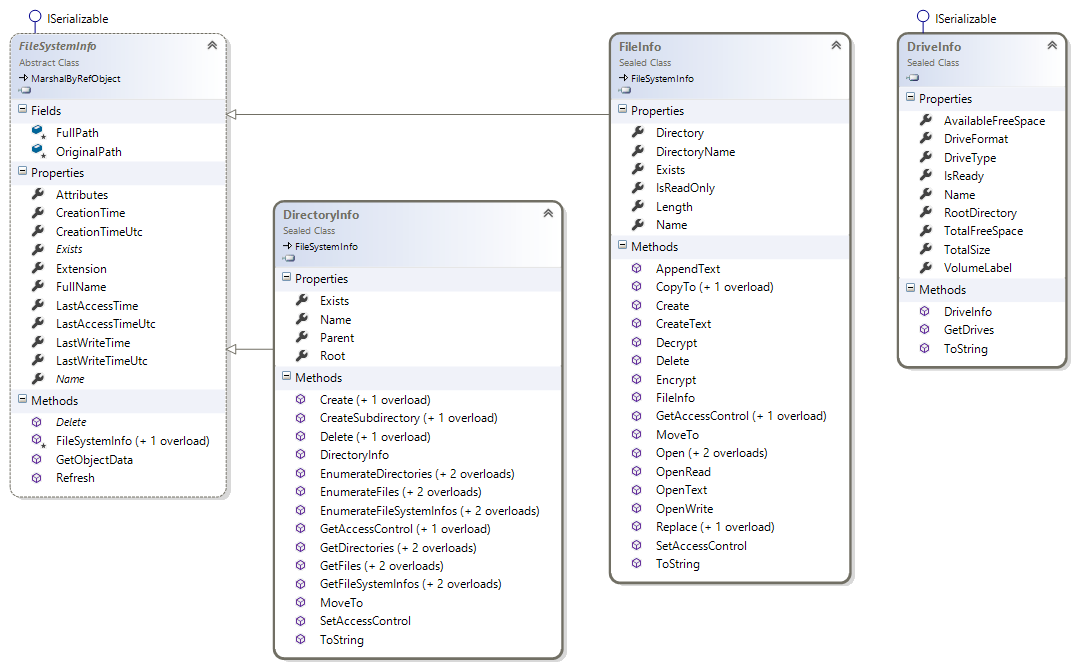 ISerializable
FileSystemInfo
Abstract Class
MarshalByRefObject
Fields
FullPath
OriginalPath
Properties
Attributes
CreationTime
CreationTimeUtc
Exists
Extension
FullName
LastAccessTime
LastAccessTimeUtc
LastWriteTime
LastWriteTimeUtc
Name
Methods
Delete
FileSystemInfo (+ 1 overload)
GetObjectData
Refresh
DirectoryInfo
Sealed Class
FileSystemInfo
Properties
Exists
Name
Parent
Root
Methods
Create (+ 1 overload)
CreateSubdirectory (+ 1 overload)
Delete (+ 1 overload)
DirectoryInfo
EnumerateDirectories (+ 2 overloads)
EnumerateFiles (+ 2 overloads)
EnumerateFileSystemInfos (+ 2 overloads)
GetAccessControl (+ 1 overload)
GetDirectories (+ 2 overloads)
GetFiles (+ 2 overloads)
GetFileSystemInfos (+ 2 overloads)
MoveTo
SetAccessControl
ToString
FileInfo
Sealed Class
FileSystemInfo
Properties
Directory
DirectoryName
Exists
IsReadOnly
Length
Name
Methods
AppendText
CopyTo (+ 1 overload)
Create
CreateText
Decrypt
Delete
Encrypt
FileInfo
GetAccessControl (+ 1 overload)
MoveTo
Open (+ 2 overloads)
OpenRead
OpenText
OpenWrite
Replace (+ 1 overload)
SetAccessControl
ToString
ISerializable
DriveInfo
Sealed Class
Properties
AvailableFreeSpace
DriveFormat
DriveType
IsReady
Name
RootDirectory
TotalFreeSpace
TotalSize
VolumeLabel
Methods
DriveInfo
GetDrives
ToString